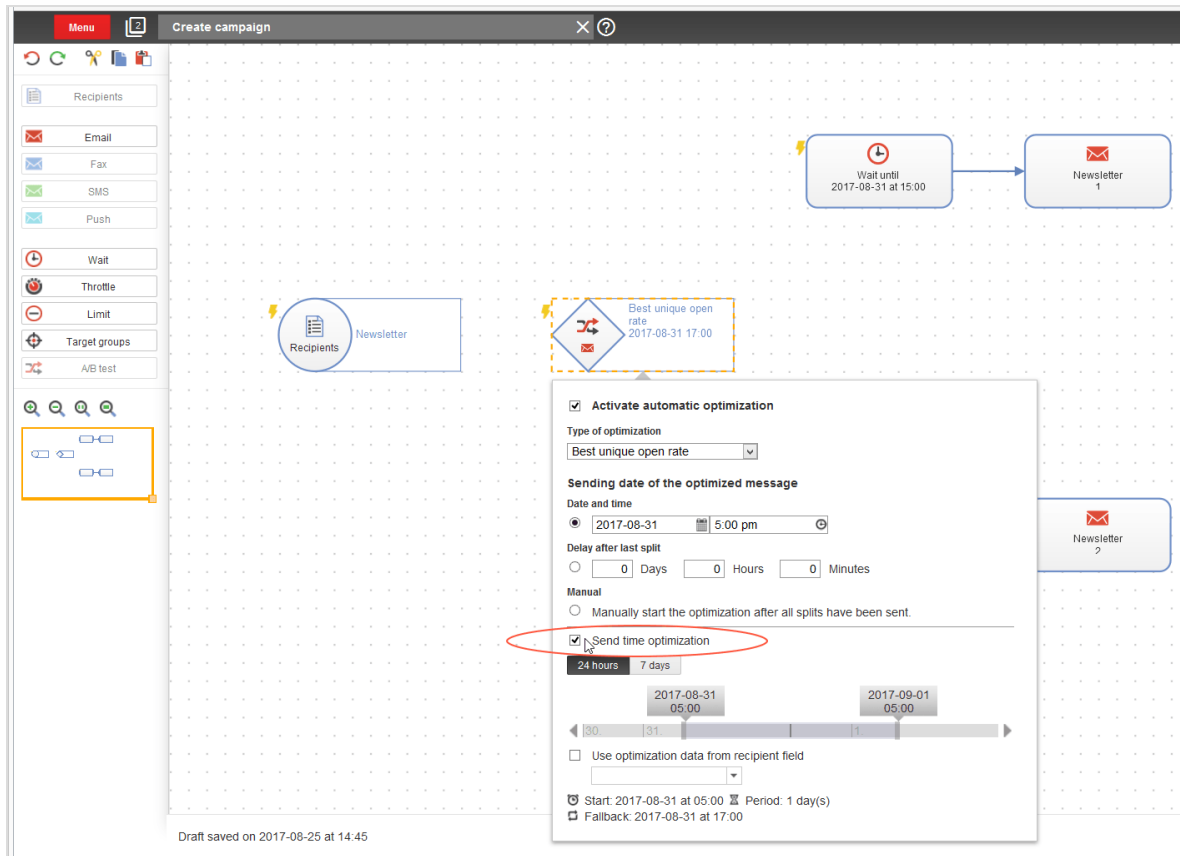 Menu
2
Create campaign
Recipients
Email
Fax
SMS
Push
Wait
Throttle
Limit
Target groups
A/B test
Wait until
2017-08-31 at 15:00
Newsletter
1
Recipients
Newsletter
Best unique open
rate
2017-08-31 17:00
Activate automatic optimization
Type of optimization
Best unique open rate
Sending date of the optimized message
Date and time
2017-08-31 5:00 pm
Delay after last split
0 Days 0 Hours 0 Minutes
Manual
Manually start the optimization after all splits have been sent.
Send time optimization
24 hours 7 days
2017-08-31
05:00
2017-09-01
05:00
30. 31. 1.
Use optimization data from recipient field
Start: 2017-08-31 at 05:00 Period: 1 day(s)
Fallback: 2017-08-31 at 17:00
Newsletter
2
Draft saved on 2017-08-25 at 14:45